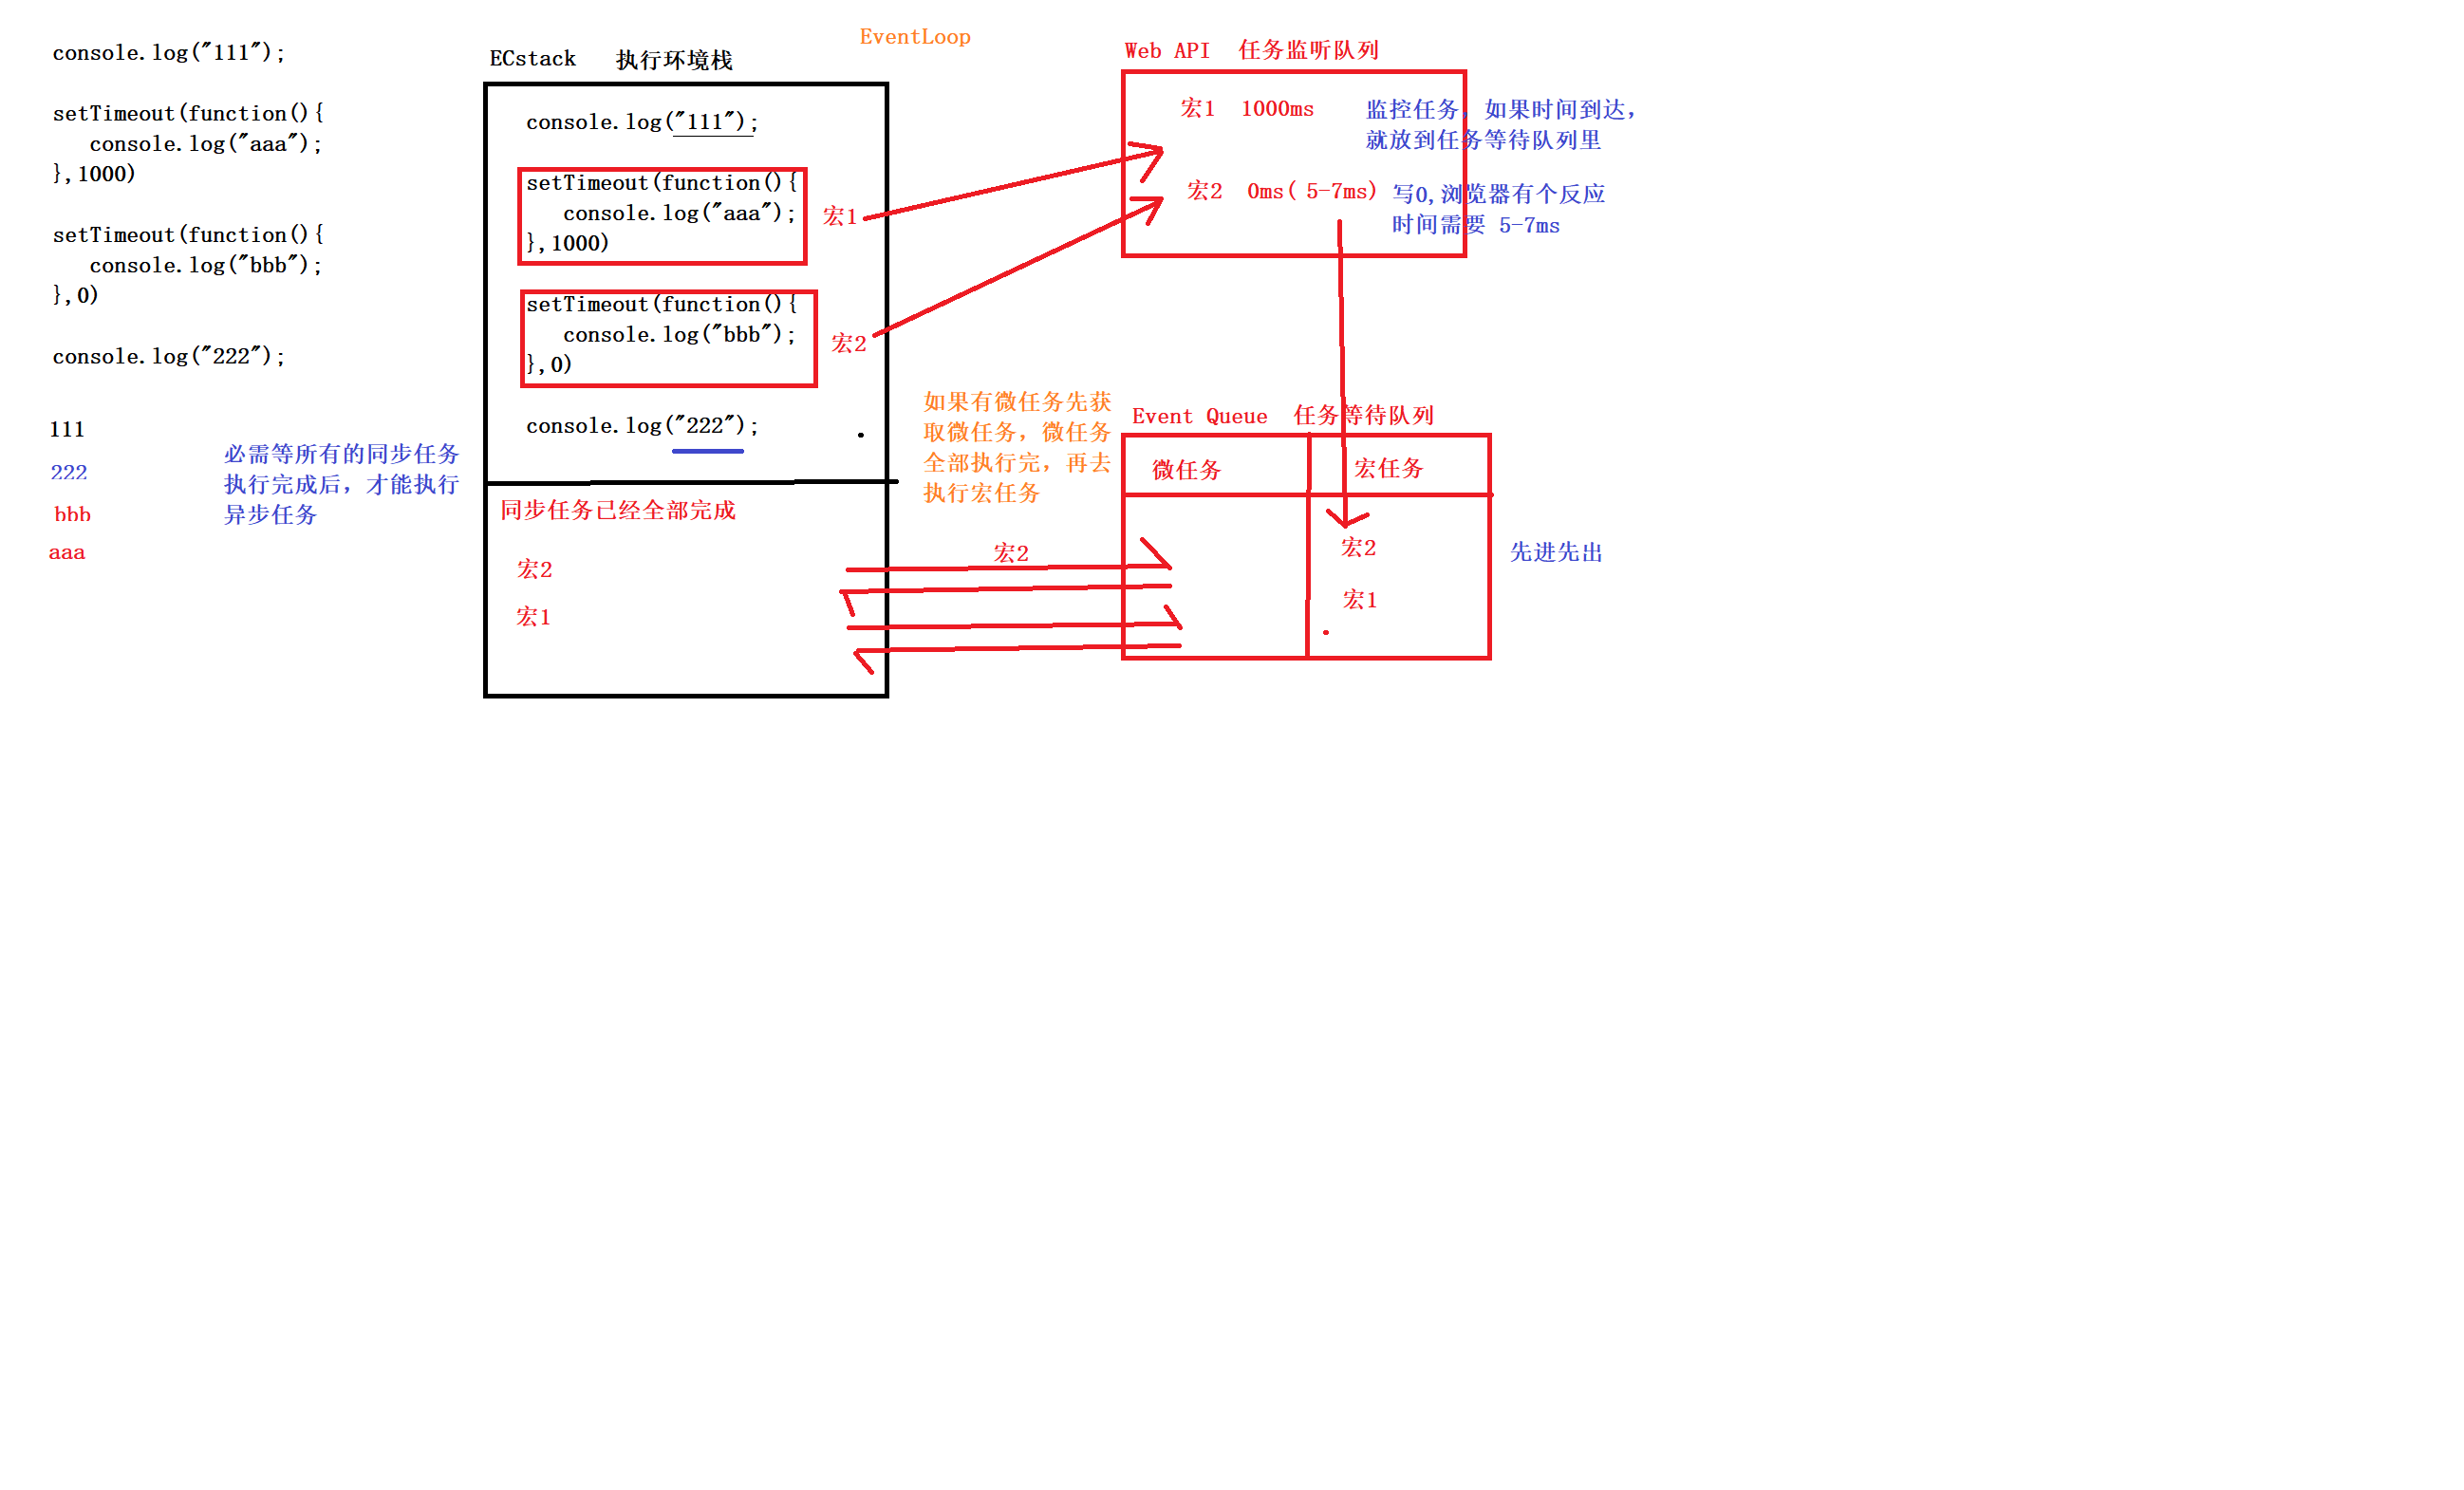 console.log("111");
setTimeout(function(){
   console.log("aaa");
},1000)
setTimeout(function(){
   console.log("bbb");
},0)
console.log("222");
111
222
bbb
aaa
必需等所有的同步任务
执行完成后，才能执行
异步任务
EventLoop
ECstack 执行环境栈
console.log("111");
setTimeout(function(){
   console.log("aaa");
},1000)
宏1
setTimeout(function(){
   console.log("bbb");
},0)
宏2
console.log("222");
同步任务已经全部完成
宏2
宏1
如果有微任务先获
取微任务，微任务
全部执行完，再去
执行宏任务
宏2
Web API 任务监听队列
宏1 1000ms
监控任务，如果时间到达，
就放到任务等待队列里
宏2 0ms( 5-7ms)
写0,浏览器有个反应
时间需要 5-7ms
Event Queue 任务等待队列
微任务 宏任务
宏2
宏1
先进先出